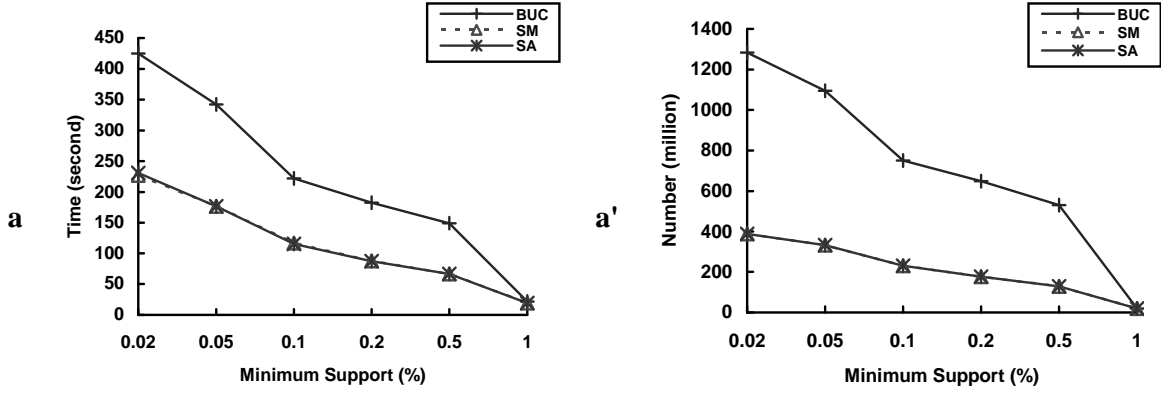 a
Time (second)
450
400
350
300
250
200
150
100
50
0
0.02 0.05 0.1 0.2 0.5 1
Minimum Support (%)
BUC
SM
SA
a'
Number (million)
1400
1200
1000
800
600
400
200
0
0.02 0.05 0.1 0.2 0.5 1
Minimum Support (%)
BUC
SM
SA